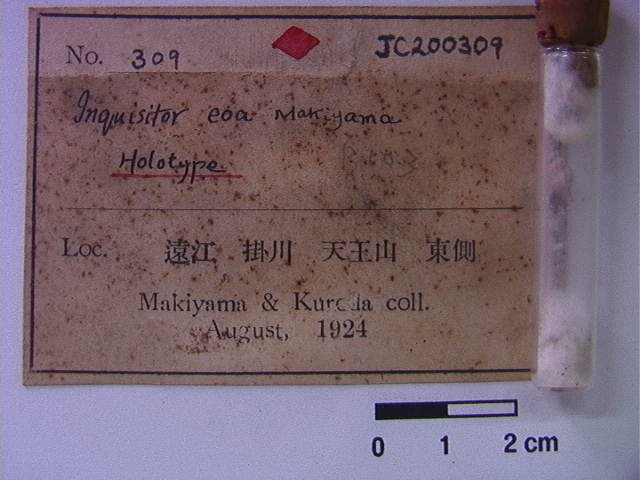 No. 309
JC200309
Inquisitor eoa Makiyama
Holotype
Loc. 遠江 掛川 天王山 東側
Makiyama & Kuroda coll.
August, 1924
0 1 2 cm